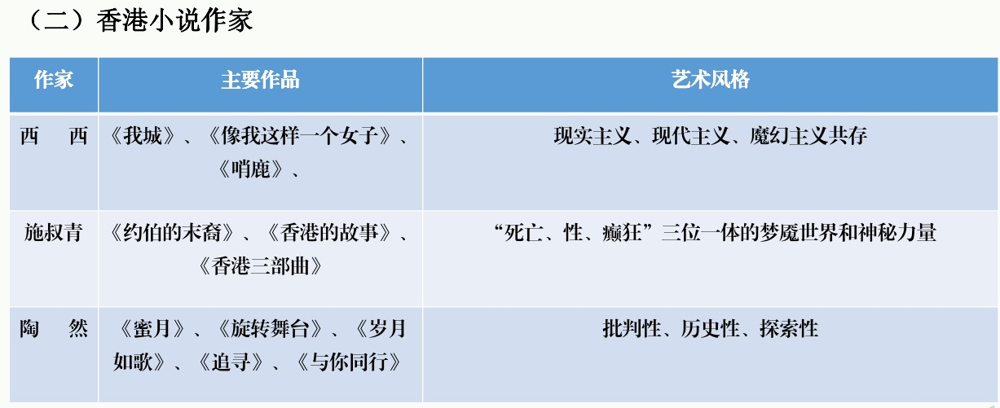 （二）香港小说作家
作家 主要作品 艺术风格
西 西 《我城》、《像我这样一个女子》、 现实主义、现代主义、魔幻主义共存
《哨鹿》、
施叔青 《约伯的末裔》、《香港的故事》、 “死亡、性、癫狂”三位一体的梦魇世界和神秘力量
《香港三部曲》
陶 然 《蜜月》、《旋转舞台》、《岁月 批判性、历史性、探索性
如歌》、《追寻》、《与你同行》